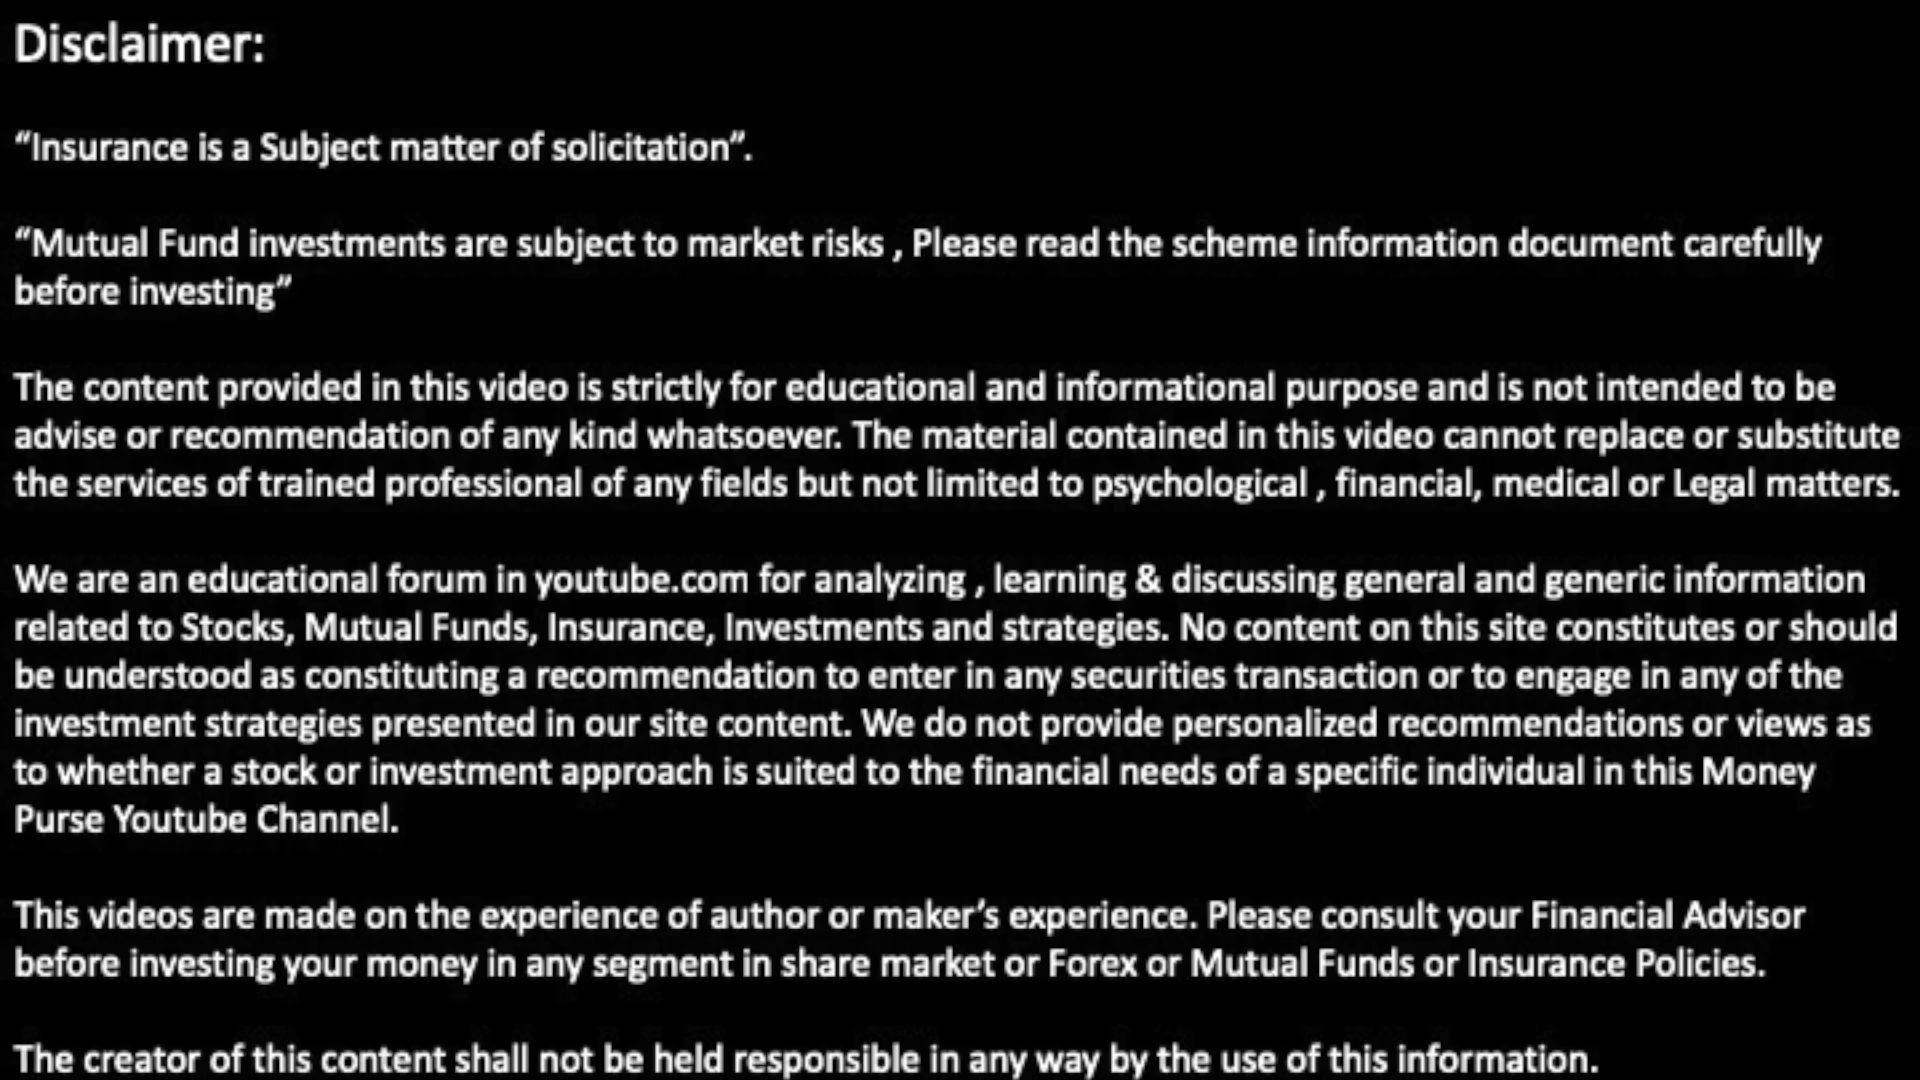 Disclaimer:
“Insurance is a Subject matter of solicitation”.
“Mutual Fund investments are subject to market risks , Please read the scheme information document carefully
before investing”
The content provided in this video is strictly for educational and informational purpose and is not intended to be
advise or recommendation of any kind whatsoever. The material contained in this video cannot replace or substitute
the services of trained professional of any fields but not limited to psychological , financial, medical or Legal matters.
We are an educational forum in youtube.com for analyzing , learning & discussing general and generic information
related to Stocks, Mutual Funds, Insurance, Investments and strategies. No content on this site constitutes or should
be understood as constituting a recommendation to enter in any securities transaction or to engage in any of the
investment strategies presented in our site content. We do not provide personalized recommendations or views as
to whether a stock or investment approach is suited to the financial needs of a specific individual in this Money
Purse Youtube Channel.
This videos are made on the experience of author or maker’s experience. Please consult your Financial Advisor
before investing your money in any segment in share market or Forex or Mutual Funds or Insurance Policies.
The creator of this content shall not be held responsible in any way by the use of this information.